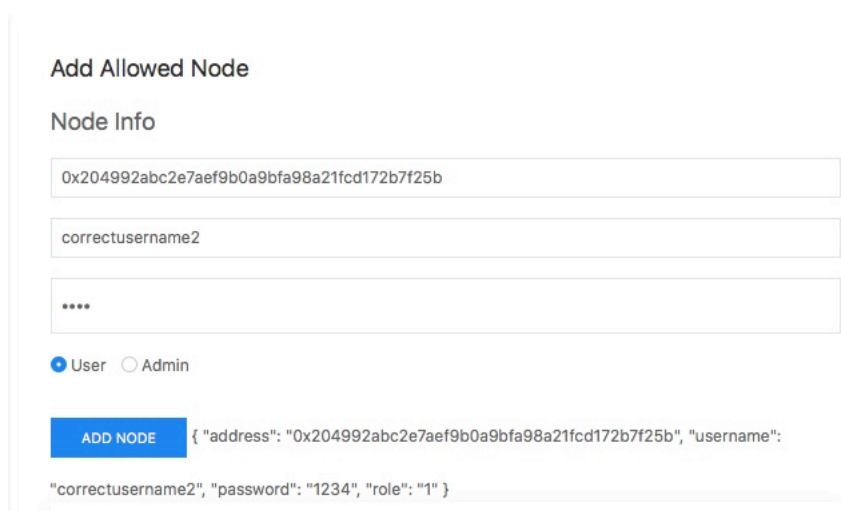 Add Allowed Node
Node Info
0x204992abc2e7aef9b0a9bfa98a21fcd172b7f25b
correctusername2
••••
User Admin
ADD NODE { "address": "0x204992abc2e7aef9b0a9bfa98a21fcd172b7f25b", "username":
"correctusername2", "password": "1234", "role": "1" }